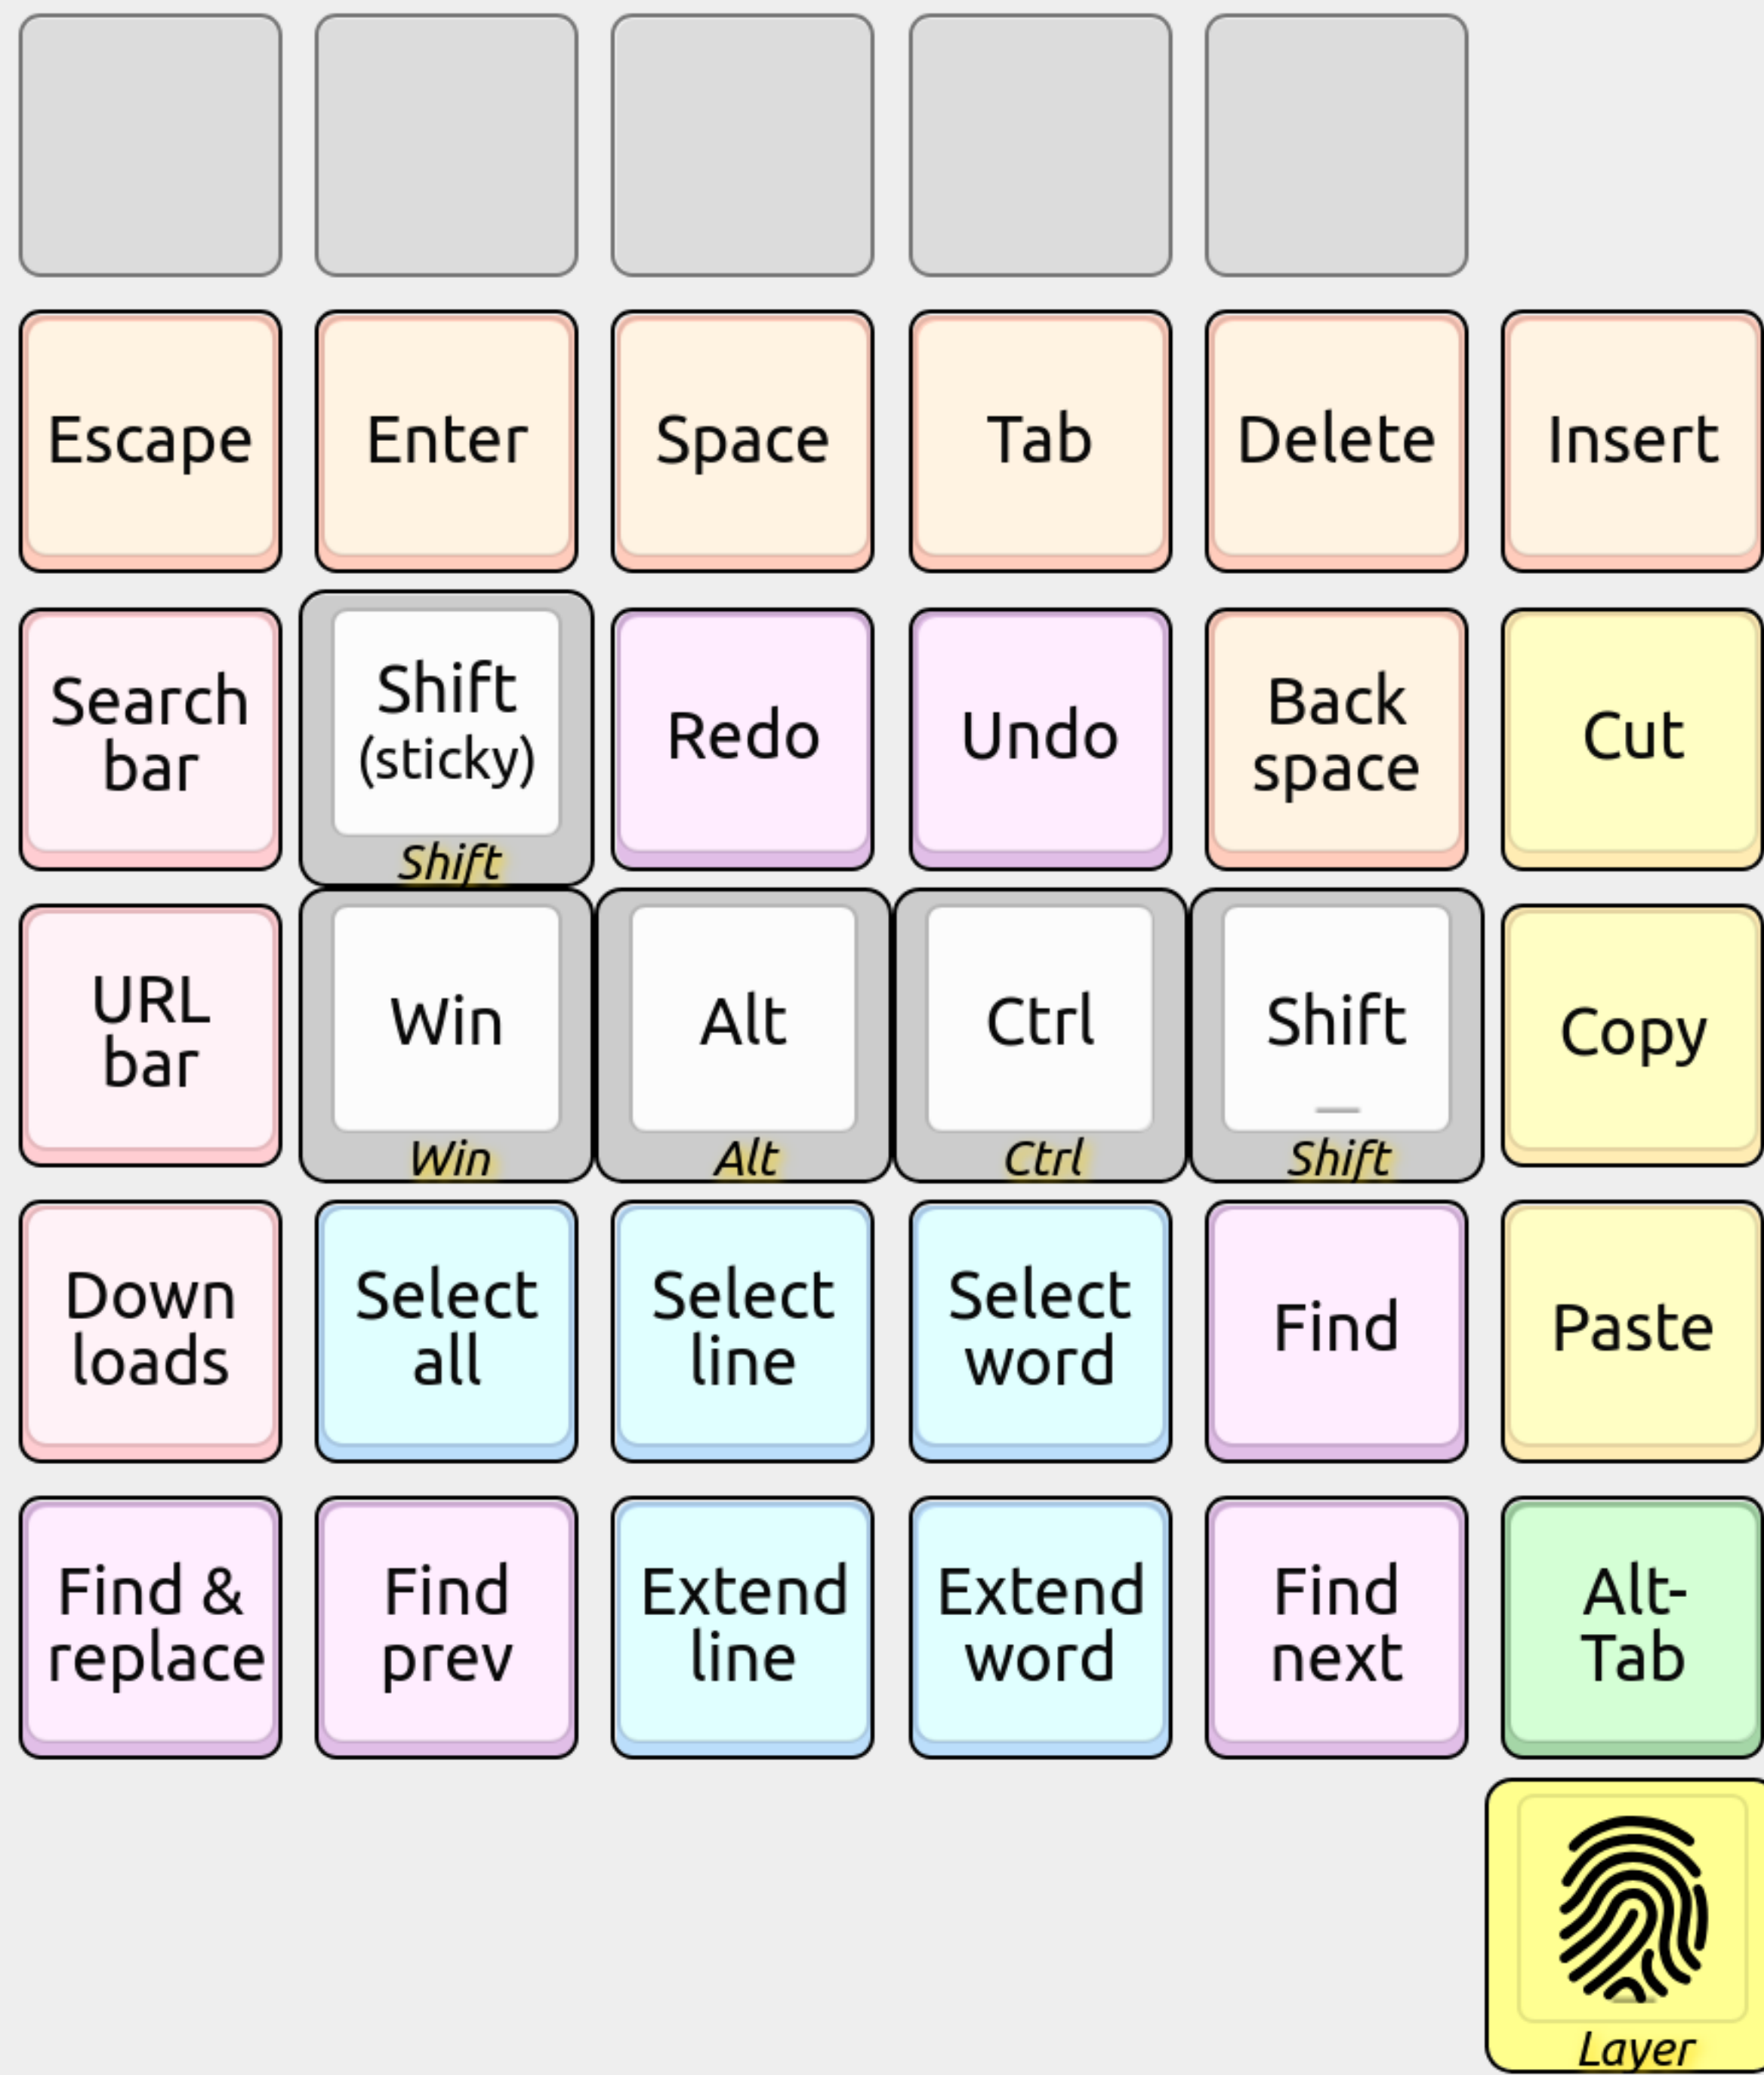 Escape
Enter
Space
Tab
Delete
Insert
Search
bar
Shift
(sticky)
Shift
Redo
Undo
Back
space
Cut
URL
bar
Win
Win
Alt
Alt
Ctrl
Ctrl
Shift
Shift
Copy
Down
loads
Select
all
Select
line
Select
word
Find
Paste
Find &
replace
Find
prev
Extend
line
Extend
word
Find
next
Alt-
Tab
Layer